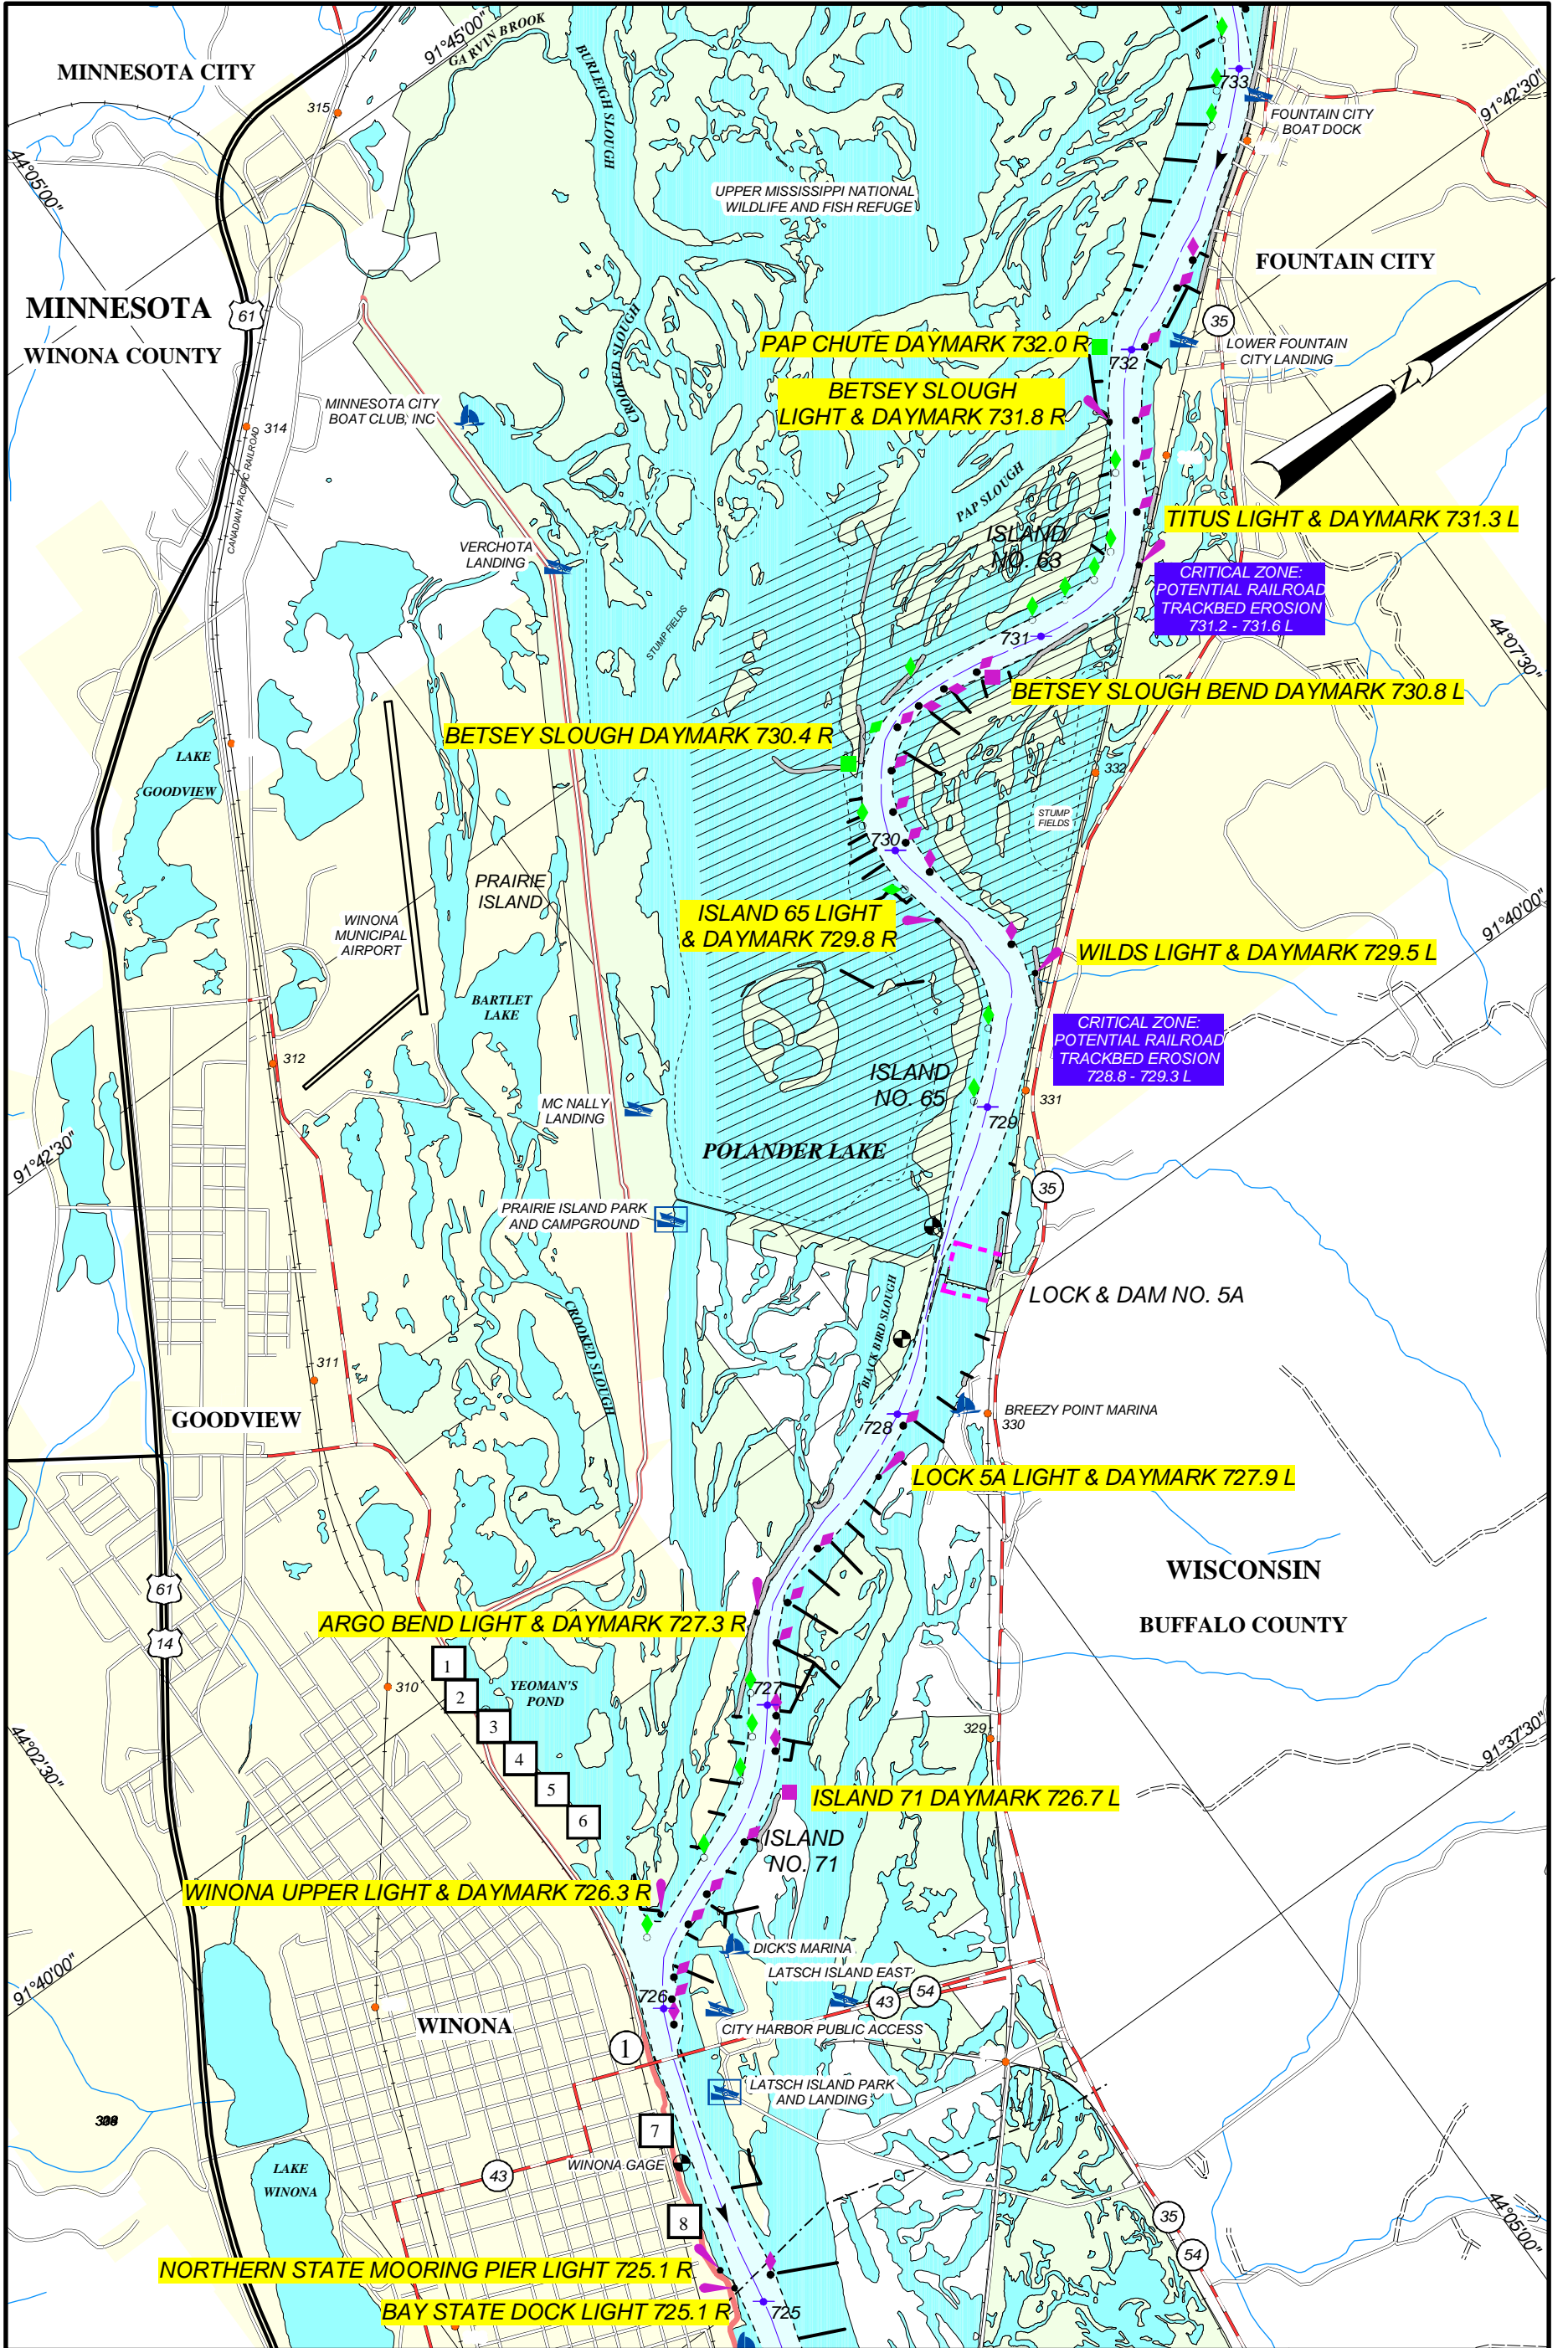 MINNESOTA CITY
91°45'00"
GARVIN BROOK
BURLEIGH SLOUGH
733
FOUNTAIN CITY
BOAT DOCK
91°42'30"
315
44°05'00"
UPPER MISSISSIPPI NATIONAL
WILDLIFE AND FISH REFUGE
FOUNTAIN CITY
MINNESOTA
61
WINONA COUNTY
CROOKED SLOUGH
PAP CHUTE DAYMARK 732.0 R
732
35
LOWER FOUNTAIN
CITY LANDING
N
BETSEY SLOUGH
LIGHT & DAYMARK 731.8 R
MINNESOTA CITY
BOAT CLUB, INC
314
CANADIAN PACIFIC RAILROAD
PAP SLOUGH
TITUS LIGHT & DAYMARK 731.3 L
ISLAND
NO. 63
VERCHOTA
LANDING
CRITICAL ZONE:
POTENTIAL RAILROAD
TRACKBED EROSION
731.2 - 731.6 L
STUMP FIELDS
731
44°07'30"
BETSEY SLOUGH BEND DAYMARK 730.8 L
BETSEY SLOUGH DAYMARK 730.4 R
LAKE
GOODVIEW
332
STUMP
FIELDS
730
PRAIRIE
ISLAND
WINONA
MUNICIPAL
AIRPORT
ISLAND 65 LIGHT
& DAYMARK 729.8 R
91°40'00"
WILDS LIGHT & DAYMARK 729.5 L
BARTLET
LAKE
CRITICAL ZONE:
POTENTIAL RAILROAD
TRACKBED EROSION
728.8 - 729.3 L
312
ISLAND
NO. 65
331
MC NALLY
LANDING
729
91°42'30"
POLANDER LAKE
35
PRAIRIE ISLAND PARK
AND CAMPGROUND
LOCK & DAM NO. 5A
CROOKED SLOUGH
BLACK BIRD SLOUGH
311
GOODVIEW
728
BREEZY POINT MARINA
330
LOCK 5A LIGHT & DAYMARK 727.9 L
61
WISCONSIN
14
ARGO BEND LIGHT & DAYMARK 727.3 R
BUFFALO COUNTY
1
2
3
4
5
6
310
YEOMAN'S
POND
727
329
44°02'30"
91°37'30"
ISLAND 71 DAYMARK 726.7 L
ISLAND
NO. 71
WINONA UPPER LIGHT & DAYMARK 726.3 R
DICK'S MARINA
LATSCH ISLAND EAST
91°40'00"
43
54
726
WINONA
CITY HARBOR PUBLIC ACCESS
1
LATSCH ISLAND PARK
AND LANDING
7
WINONA GAGE
LAKE
WINONA
43
8
35
54
44°05'00"
NORTHERN STATE MOORING PIER LIGHT 725.1 R
BAY STATE DOCK LIGHT 725.1 R
725